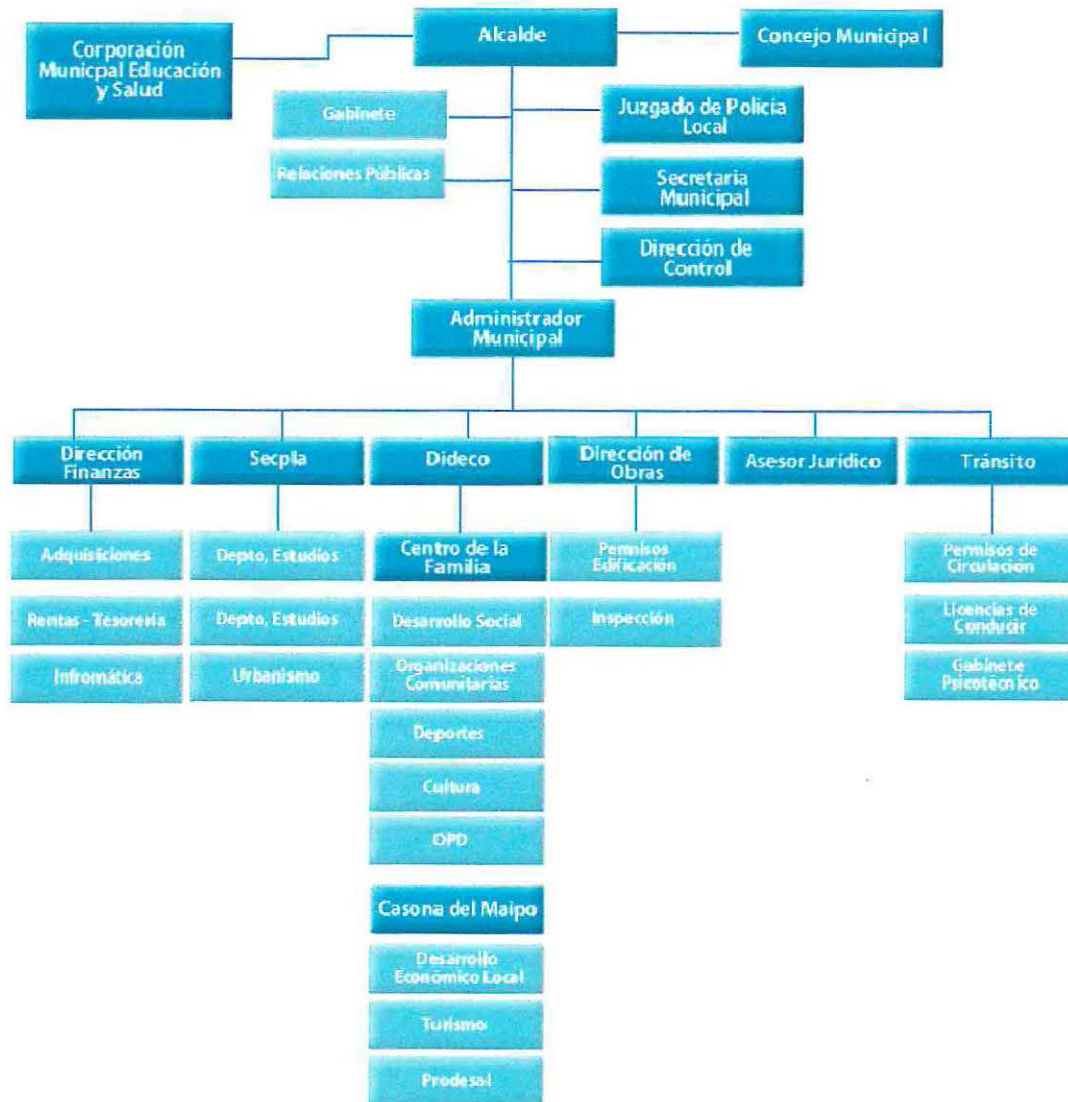 Alcalde
Concejo Municipal
Corporación
Municpal Educación
y Salud
Gabinete
Juzgado de Policía
Local
Relaciones Públicas
Secretaria
Municipal
Dirección de
Control
Administrador
Municipal
Dirección
Finanzas
Secpla
Dideco
Dirección de
Obras
Asesor Jurídico
Tránsito
Adquisiciones
Depto, Estudios
Centro de la
Familia
Permisos
Edificación
Permisos de
Circulación
Rentas - Tesorería
Depto, Estudios
Desarrollo Social
Inspección
Licencias de
Conducir
Infromática
Urbanismo
Organizaciones
Comunitarias
Gabinete
Psicotécnico
Deportes
Cultura
OPD
Casona del Maipo
Desarrollo
Económico Local
Turismo
Prodesal